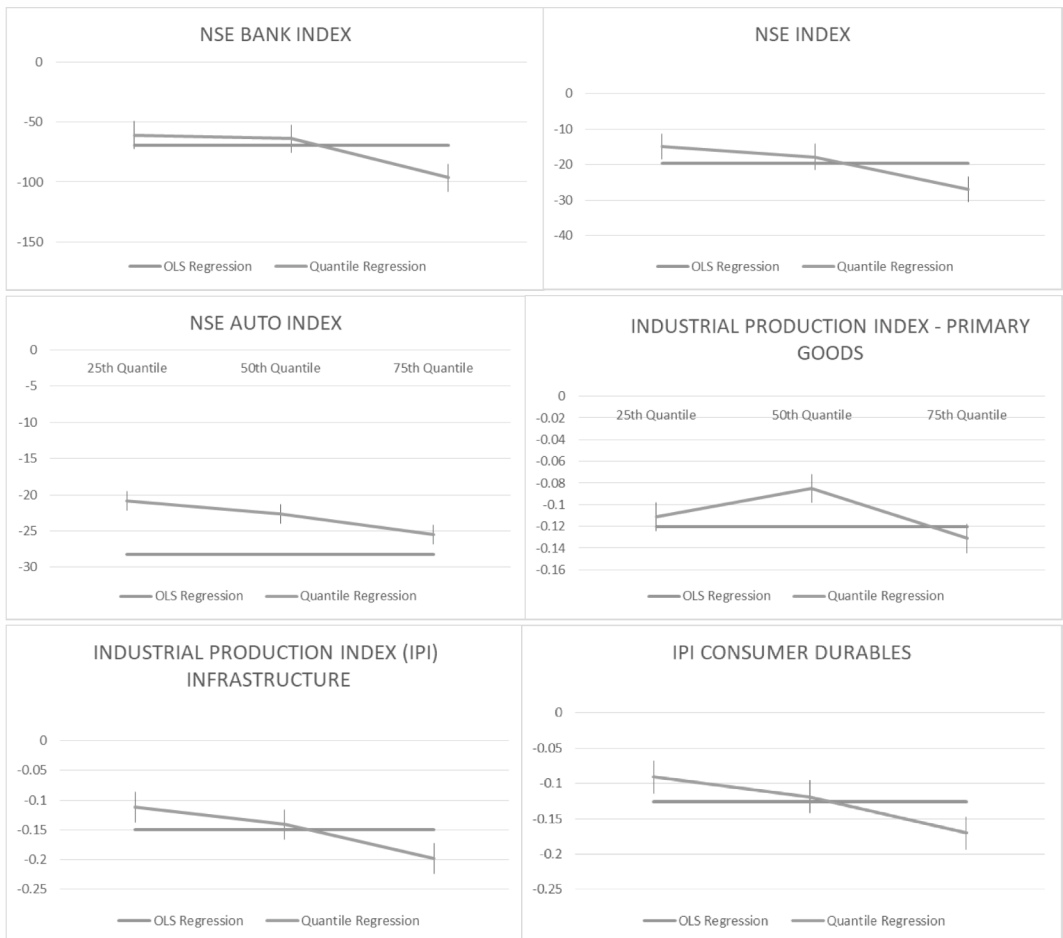 NSE BANK INDEX
0
-50
-100
-150
OLS Regression Quantile Regression
NSE INDEX
0
-10
-20
-30
-40
OLS Regression Quantile Regression
NSE AUTO INDEX
0
25th Quantile 50th Quantile 75th Quantile
-5
-10
-15
-20
-25
-30
OLS Regression Quantile Regression
INDUSTRIAL PRODUCTION INDEX - PRIMARY
GOODS
0
-0.02 25th Quantile 50th Quantile 75th Quantile
-0.04
-0.06
-0.08
-0.1
-0.12
-0.14
-0.16
OLS Regression Quantile Regression
INDUSTRIAL PRODUCTION INDEX (IPI)
INFRASTRUCTURE
0
-0.05
-0.1
-0.15
-0.2
-0.25
OLS Regression Quantile Regression
IPI CONSUMER DURABLES
0
-0.05
-0.1
-0.15
-0.2
-0.25
OLS Regression Quantile Regression